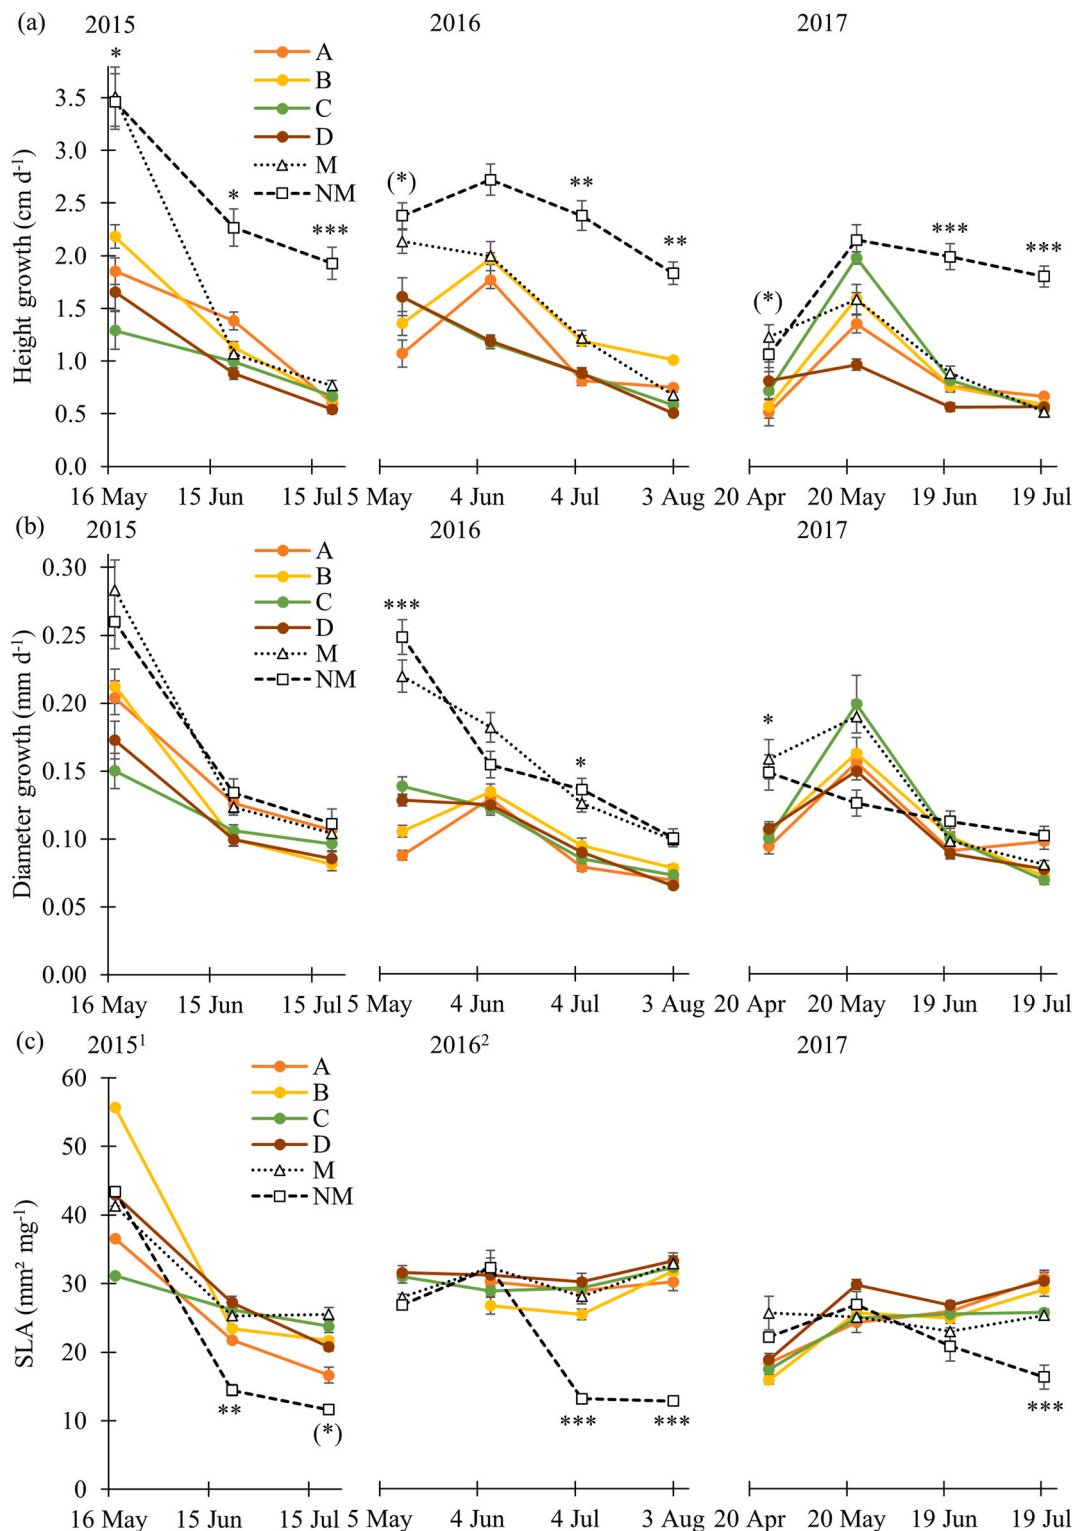 (a)
2015
2016
2017
A
B
C
D
M
NM
*
*
***
(*)
**
**
(*)
***
***
Height growth (cm d⁻¹)
3.5
3.0
2.5
2.0
1.5
1.0
0.5
0.0
16 May 15 Jun 15 Jul 5 May 4 Jun 4 Jul 3 Aug 20 Apr 20 May 19 Jun 19 Jul
(b)
2015
2016
2017
A
B
C
D
M
NM
***
*
*
Diameter growth (mm d⁻¹)
0.30
0.25
0.20
0.15
0.10
0.05
0.00
16 May 15 Jun 15 Jul 5 May 4 Jun 4 Jul 3 Aug 20 Apr 20 May 19 Jun 19 Jul
(c)
2015¹
2016²
2017
A
B
C
D
M
NM
SLA (mm² mg⁻¹)
60
50
40
30
20
10
0
**
(*)
***
***
***
16 May 15 Jun 15 Jul 5 May 4 Jun 4 Jul 3 Aug 20 Apr 20 May 19 Jun 19 Jul